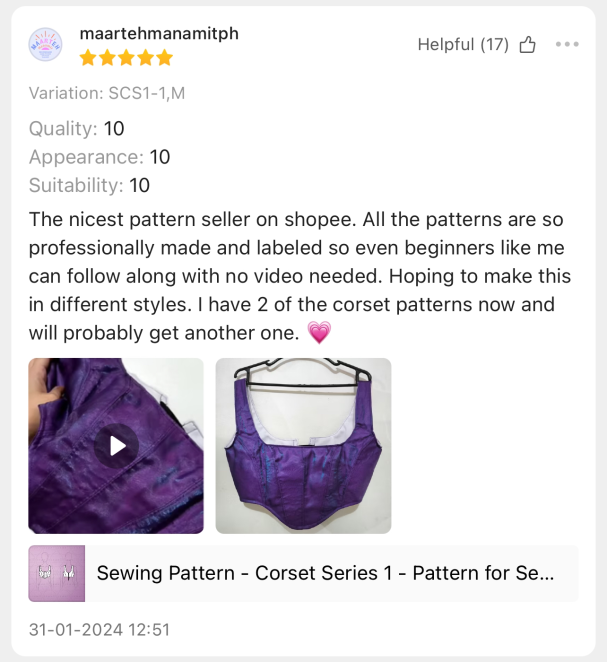 maartehmanamitph
Helpful (17)
Variation: SCS1-1,M
Quality: 10
Appearance: 10
Suitability: 10
The nicest pattern seller on shopee. All the patterns are so
professionally made and labeled so even beginners like me
can follow along with no video needed. Hoping to make this
in different styles. I have 2 of the corset patterns now and
will probably get another one. 💗
Sewing Pattern - Corset Series 1 - Pattern for Se...
31-01-2024 12:51